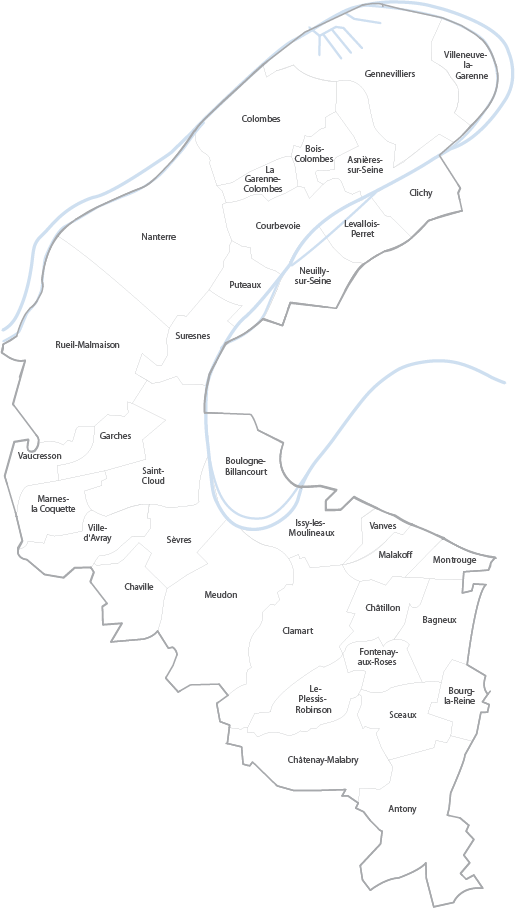 Villeneuve-
la-
Garenne
Gennevilliers
Colombes
Bois-
Colombes
Asnières-
sur-Seine
La
Garenne-
Colombes
Clichy
Courbevoie
Levallois-
Perret
Nanterre
Neuilly-
sur-Seine
Puteaux
Suresnes
Rueil-Malmaison
Garches
Vaucresson
Boulogne-
Billancourt
Saint-
Cloud
Marnes-
la Coquette
Ville-
d'Avray
Issy-les-
Moulineaux
Vanves
Sèvres
Malakoff
Montrouge
Chaville
Meudon
Châtillon
Bagneux
Clamart
Fontenay-
aux-Roses
Le-
Plessis-
Robinson
Bourg-
la-Reine
Sceaux
Châtenay-Malabry
Antony